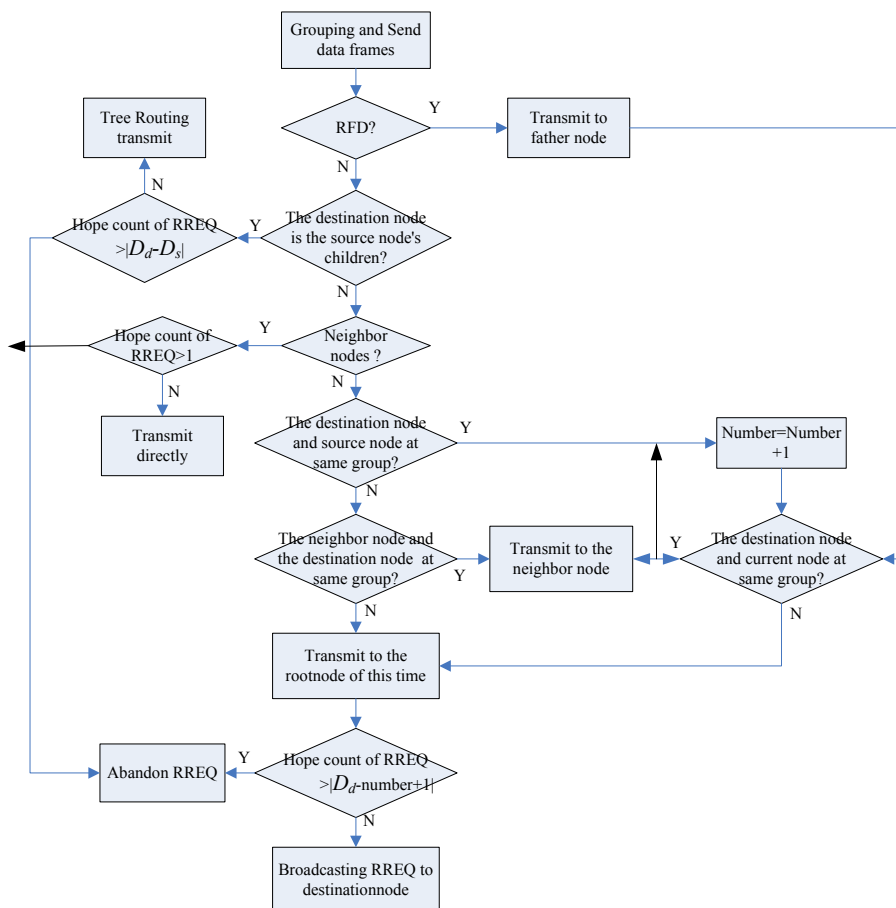 Grouping and Send
data frames
RFD?
Y
Transmit to
father node
Tree Routing
transmit
N
N
Hope count of RREQ
>|Dd-Ds|
Y
The destination node
is the source node's
children?
N
Hope count of
RREQ>1
Y
Neighbor
nodes ?
N
N
Transmit
directly
The destination node
and source node at
same group?
Y
Number=Number
+1
N
The neighbor node and
the destination node at
same group?
Y
Transmit to the
neighbor node
Y
The destination node
and current node at
same group?
N
N
Transmit to the
rootnode of this time
Abandon RREQ
Y
Hope count of RREQ
>|Dd-number+1|
N
Broadcasting RREQ to
destinationnode